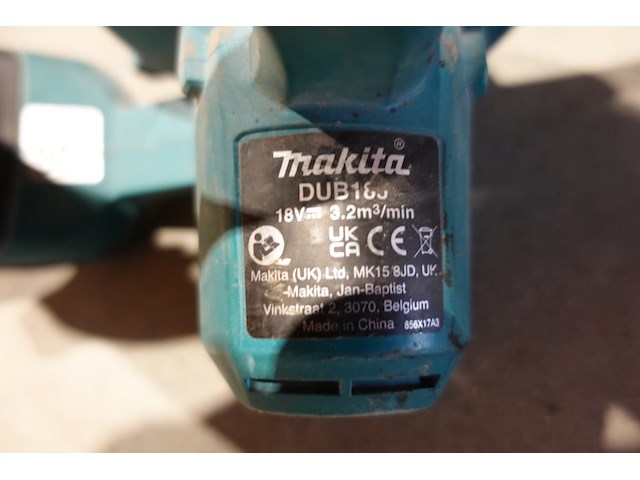 makita®
18V 3.2m³/min
UK
CA CE
Makita (UK) Ltd, MK15 8JD, UK
Makita, Jan-Baptist
Vinkstraat 2, 3070, Belgium
Made in China 856X17A3